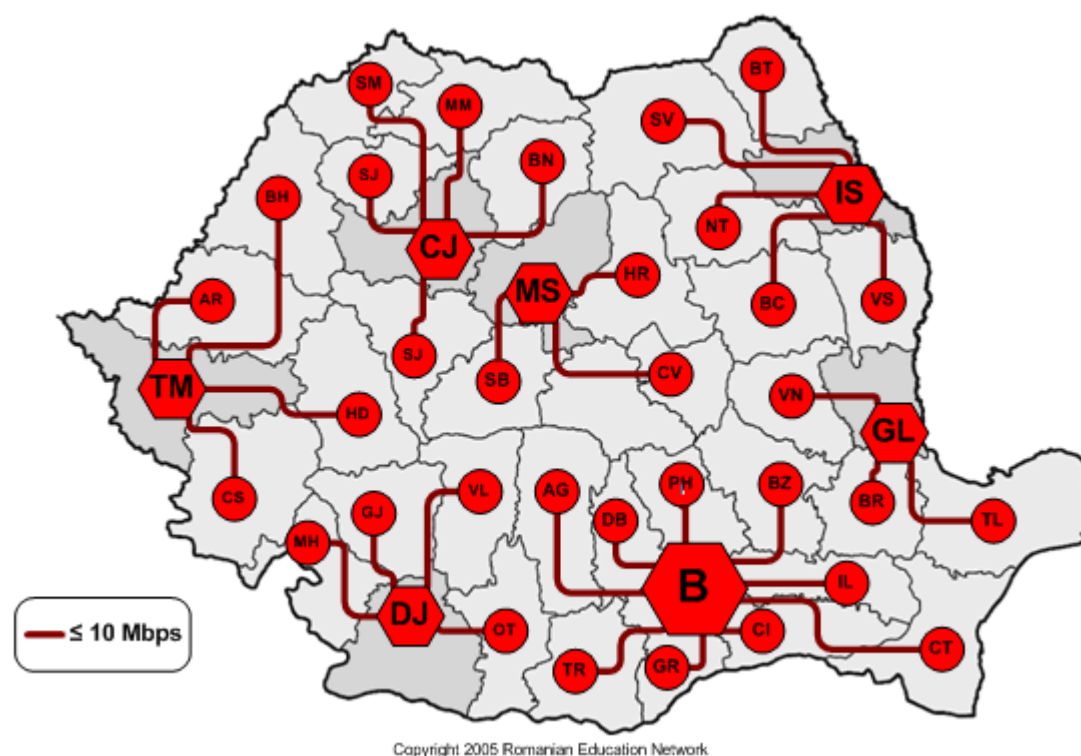 BT
SM
MM
SV
BN
SJ
IS
BH
NT
CJ
HR
MS
AR
BC
VS
SJ
SB
CV
TM
VN
HD
GL
CS
VL
AG
PH
BZ
BR
GJ
DB
TL
MH
B
IL
DJ
OT
CI
CT
TR
GR
≤ 10 Mbps
Copyright 2005 Romanian Education Network